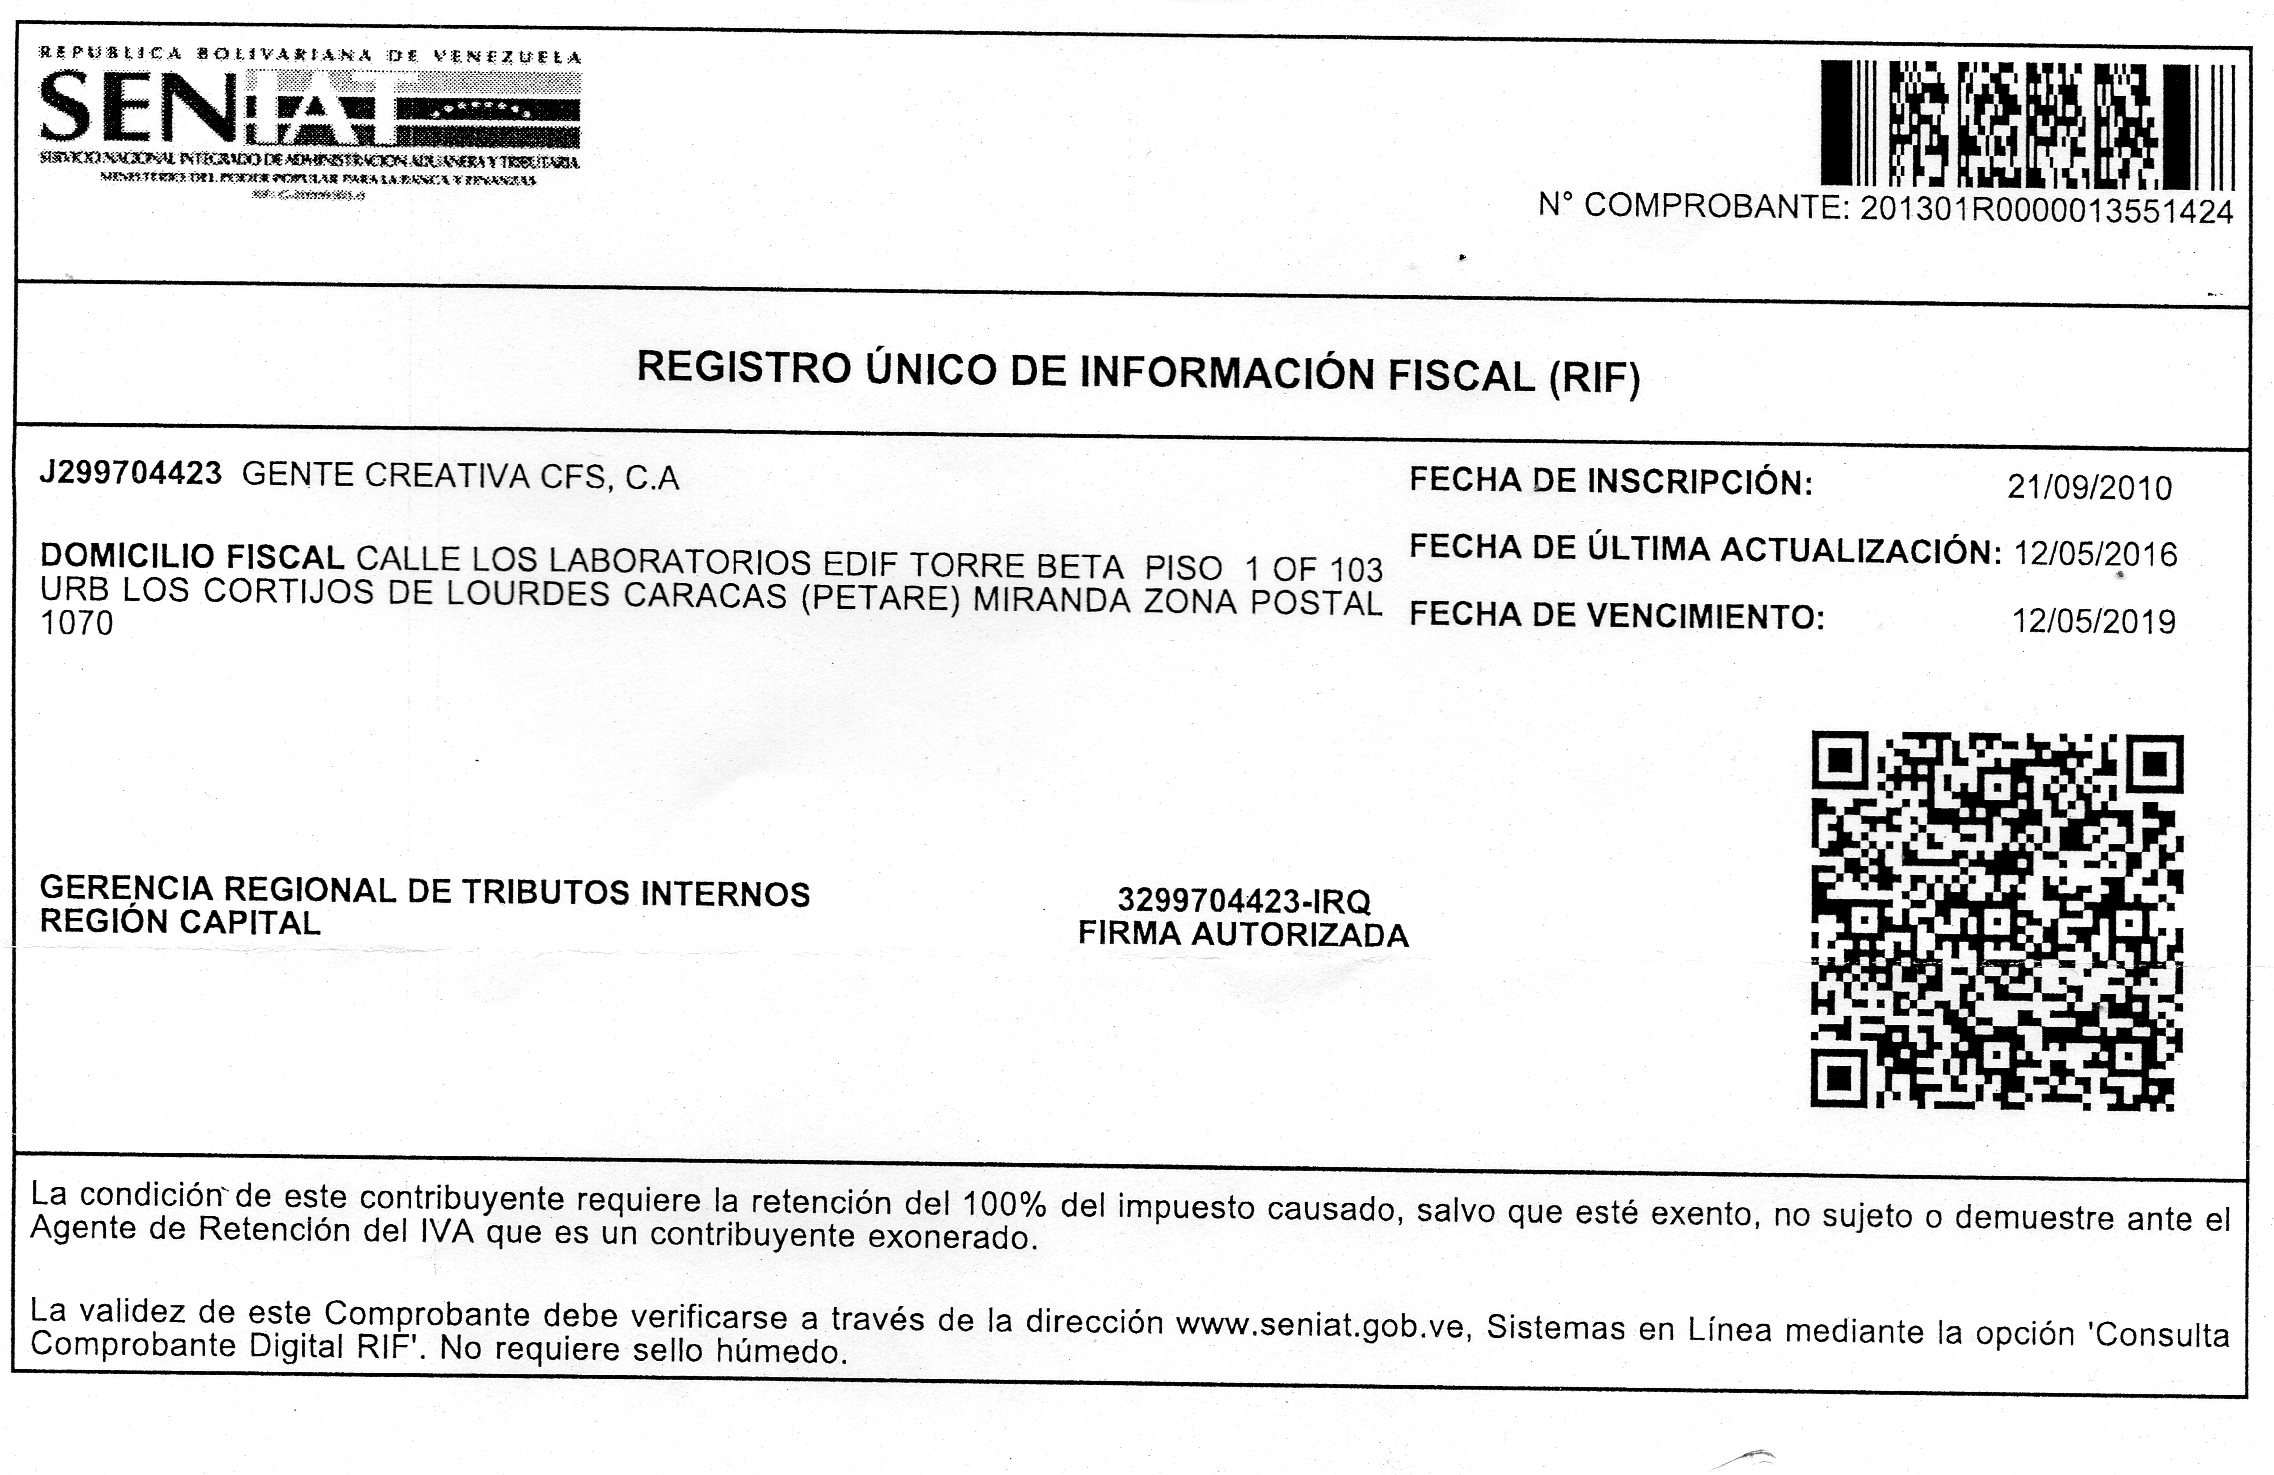 REPUBLICA BOLIVARIANA DE VENEZUELA
SENIAT
SERVICIO NACIONAL INTEGRADO DE ADMINISTRACION ADUANERA Y TRIBUTARIA
MINISTERIO DEL PODER POPULAR PARA LA BANCA Y FINANZAS
N° COMPROBANTE: 201301R0000013551424
REGISTRO ÚNICO DE INFORMACIÓN FISCAL (RIF)
J299704423 GENTE CREATIVA CFS, C.A
FECHA DE INSCRIPCIÓN: 21/09/2010
DOMICILIO FISCAL CALLE LOS LABORATORIOS EDIF TORRE BETA PISO 1 OF 103
URB LOS CORTIJOS DE LOURDES CARACAS (PETARE) MIRANDA ZONA POSTAL
1070
FECHA DE ÚLTIMA ACTUALIZACIÓN: 12/05/2016
FECHA DE VENCIMIENTO: 12/05/2019
GERENCIA REGIONAL DE TRIBUTOS INTERNOS
REGIÓN CAPITAL
3299704423-IRQ
FIRMA AUTORIZADA
La condición de este contribuyente requiere la retención del 100% del impuesto causado, salvo que esté exento, no sujeto o demuestre ante el
Agente de Retención del IVA que es un contribuyente exonerado.
La validez de este Comprobante debe verificarse a través de la dirección www.seniat.gob.ve, Sistemas en Línea mediante la opción 'Consulta
Comprobante Digital RIF'. No requiere sello húmedo.